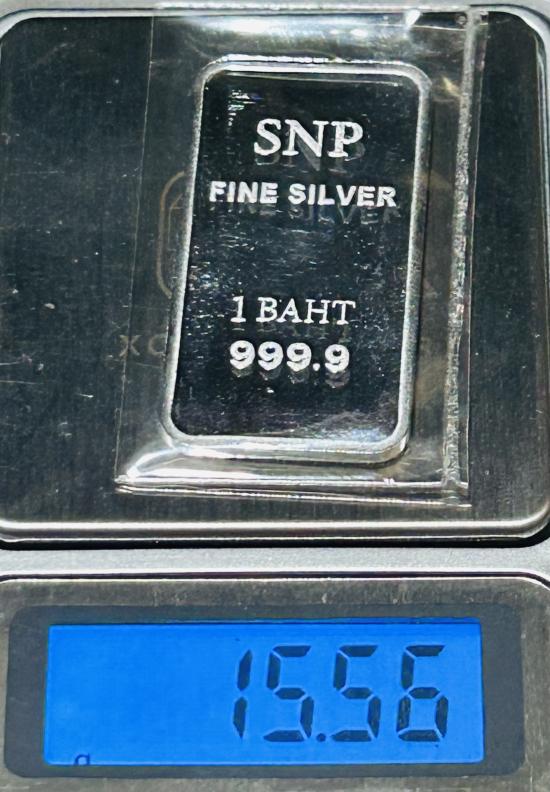 SNP
FINE SILVER
1 BAHT
999.9
15.56
g